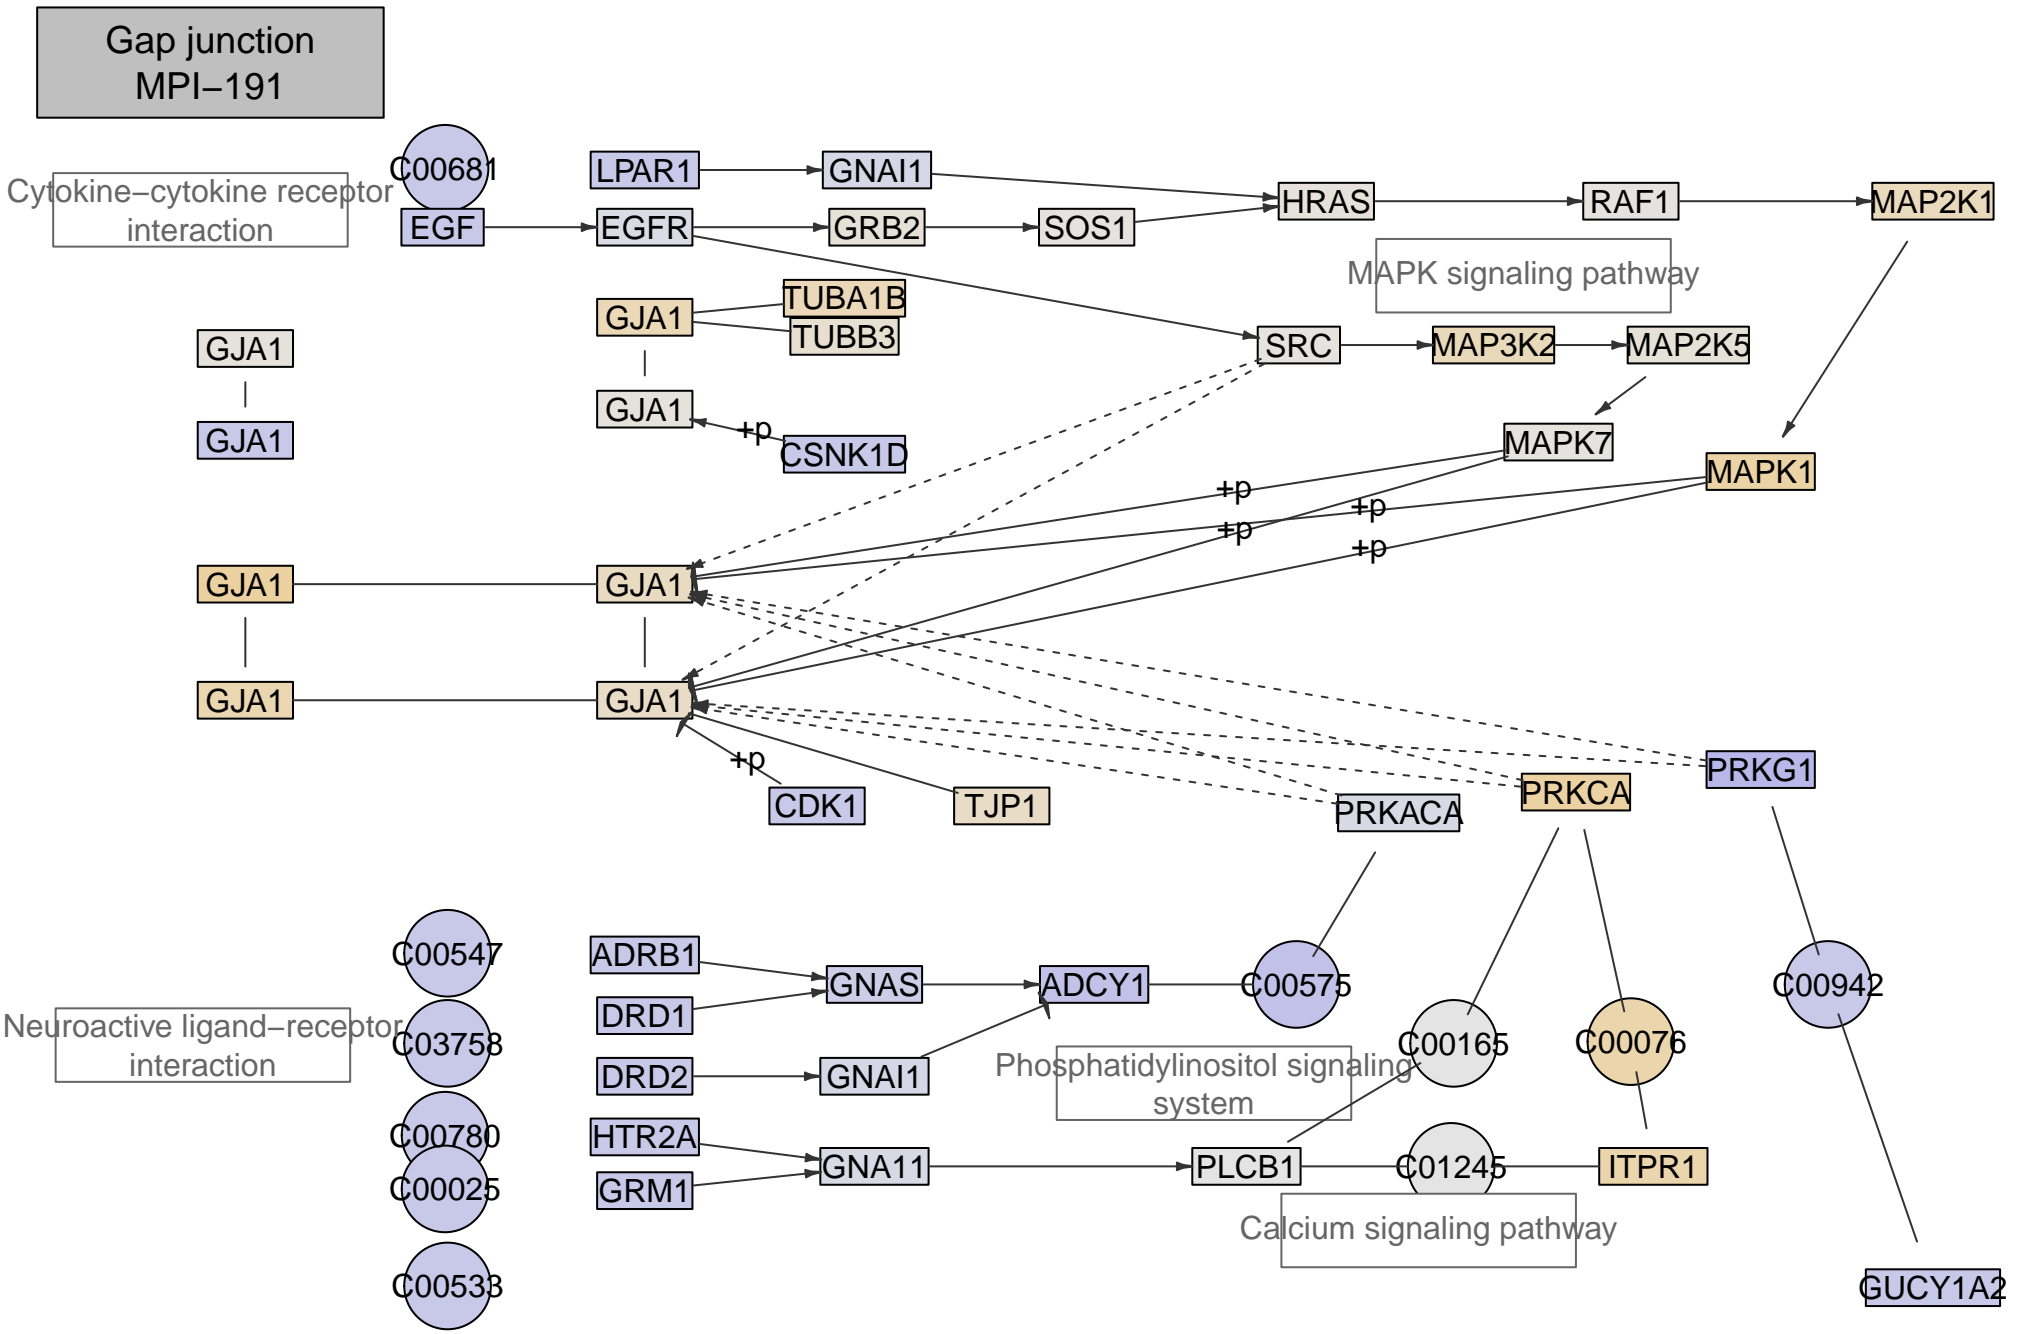 Gap junction
MPI−191
C00681
LPAR1
GNAI1
Cytokine−cytokine receptor
interaction
EGF
EGFR
GRB2
SOS1
HRAS
RAF1
MAP2K1
MAPK signaling pathway
TUBA1B
GJA1
TUBB3
GJA1
SRC
MAP3K2
MAP2K5
GJA1
+p
CSNK1D
GJA1
MAPK7
MAPK1
+p
+p
+p
+p
GJA1
GJA1
GJA1
GJA1
+p
CDK1
TJP1
PRKACA
PRKCA
PRKG1
C00547
ADRB1
GNAS
ADCY1
C00575
C00942
DRD1
Neuroactive ligand−receptor
interaction
C03758
C00165
C00076
DRD2
GNAI1
Phosphatidylinositol signaling
system
C00780
HTR2A
GNA11
PLCB1
C01245
ITPR1
C00025
GRM1
Calcium signaling pathway
C00533
GUCY1A2